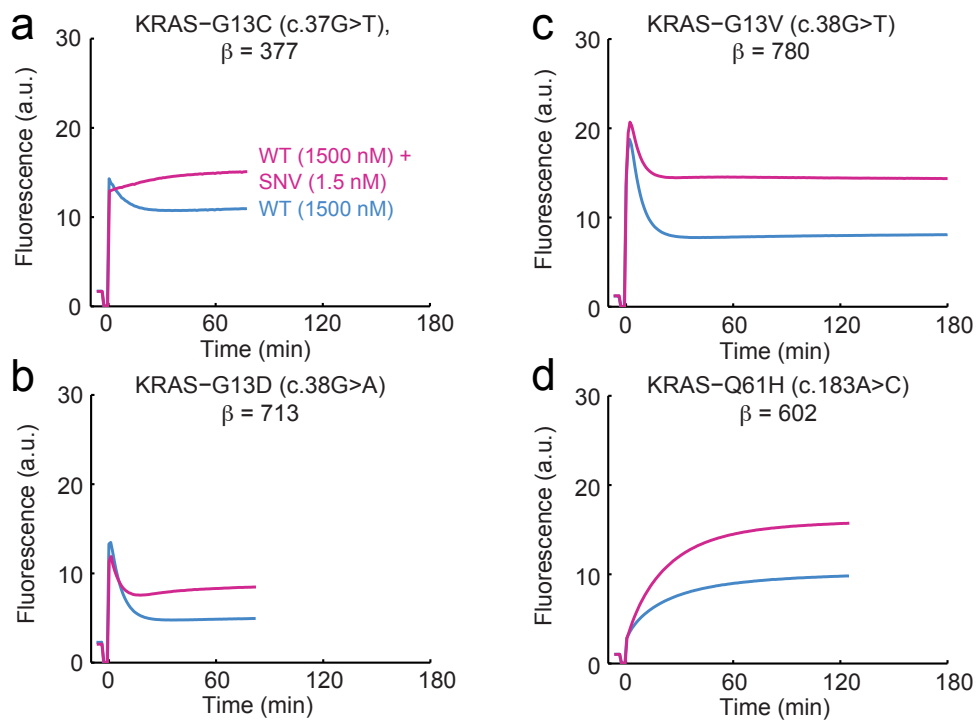 a
KRAS−G13C (c.37G>T),
β = 377
30
20
10
0
Fluorescence (a.u.)
WT (1500 nM) +
SNV (1.5 nM)
WT (1500 nM)
0
60
120
180
Time (min)
b
KRAS−G13D (c.38G>A)
β = 713
30
20
10
0
Fluorescence (a.u.)
0
60
120
180
Time (min)
c
KRAS−G13V (c.38G>T)
β = 780
30
20
10
0
Fluorescence (a.u.)
0
60
120
180
Time (min)
d
KRAS−Q61H (c.183A>C)
β = 602
30
20
10
0
Fluorescence (a.u.)
0
60
120
180
Time (min)